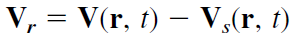 V_r = V(r, t) − V_s(r, t)